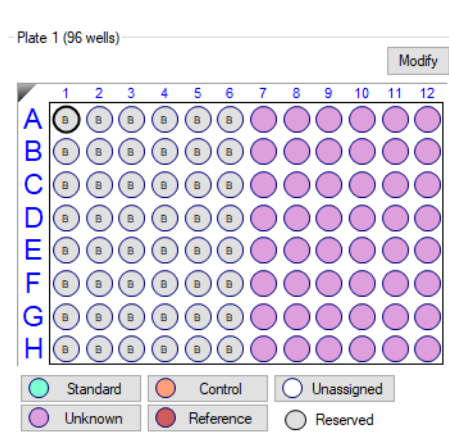 Plate 1 (96 wells)
Modify
1 2 3 4 5 6 7 8 9 10 11 12
A B B B B B B
B B B B B B B
C B B B B B B
D B B B B B B
E B B B B B B
F B B B B B B
G B B B B B B
H B B B B B B
Standard Control Unassigned
Unknown Reference Reserved